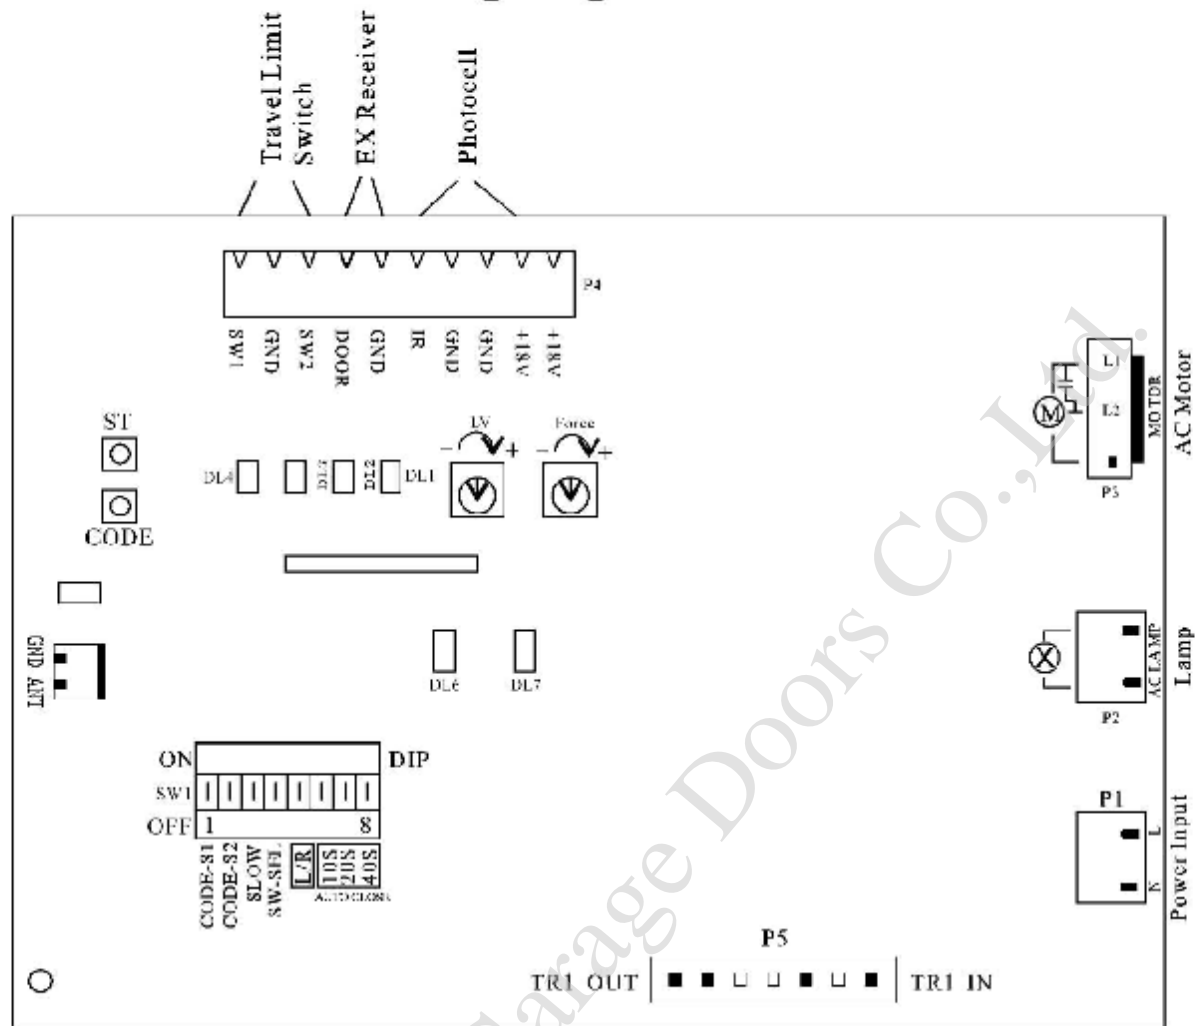 Travel Limit
Switch
EX Receiver
Photocell
P4
SW1
GND
SW2
DOOR
GND
IR
GND
GND
+18V
+18V
ST
CODE
DL4
DL3
DL2
DL1
LV
- +
Force
- +
L1
L2
M
MOTOR
P3
AC Motor
GND ANT
DL6
DL7
AC LAMP
P2
Lamp
ON
DIP
SW1
OFF 1 8
CODE-S1
CODE-S2
SLOW
SW-SEL
L/R
10S
20S
40S
AUTO CLOSE
P1
L
N
Power Input
P5
TR1 OUT
TR1 IN
Garage Doors Co.,Ltd.